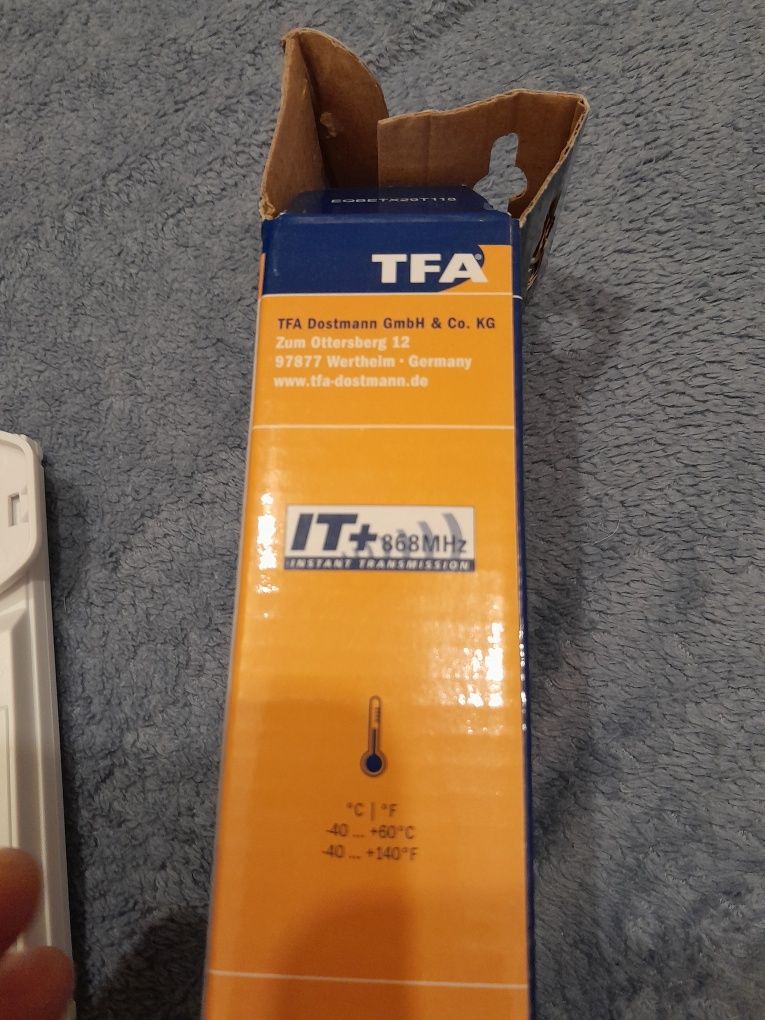 EQBETX29T119
TFA®
TFA Dostmann GmbH & Co. KG
Zum Ottersberg 12
97877 Wertheim · Germany
www.tfa-dostmann.de
IT+ 868MHz
INSTANT TRANSMISSION
°C | °F
-40 ... +60°C
-40 ... +140°F